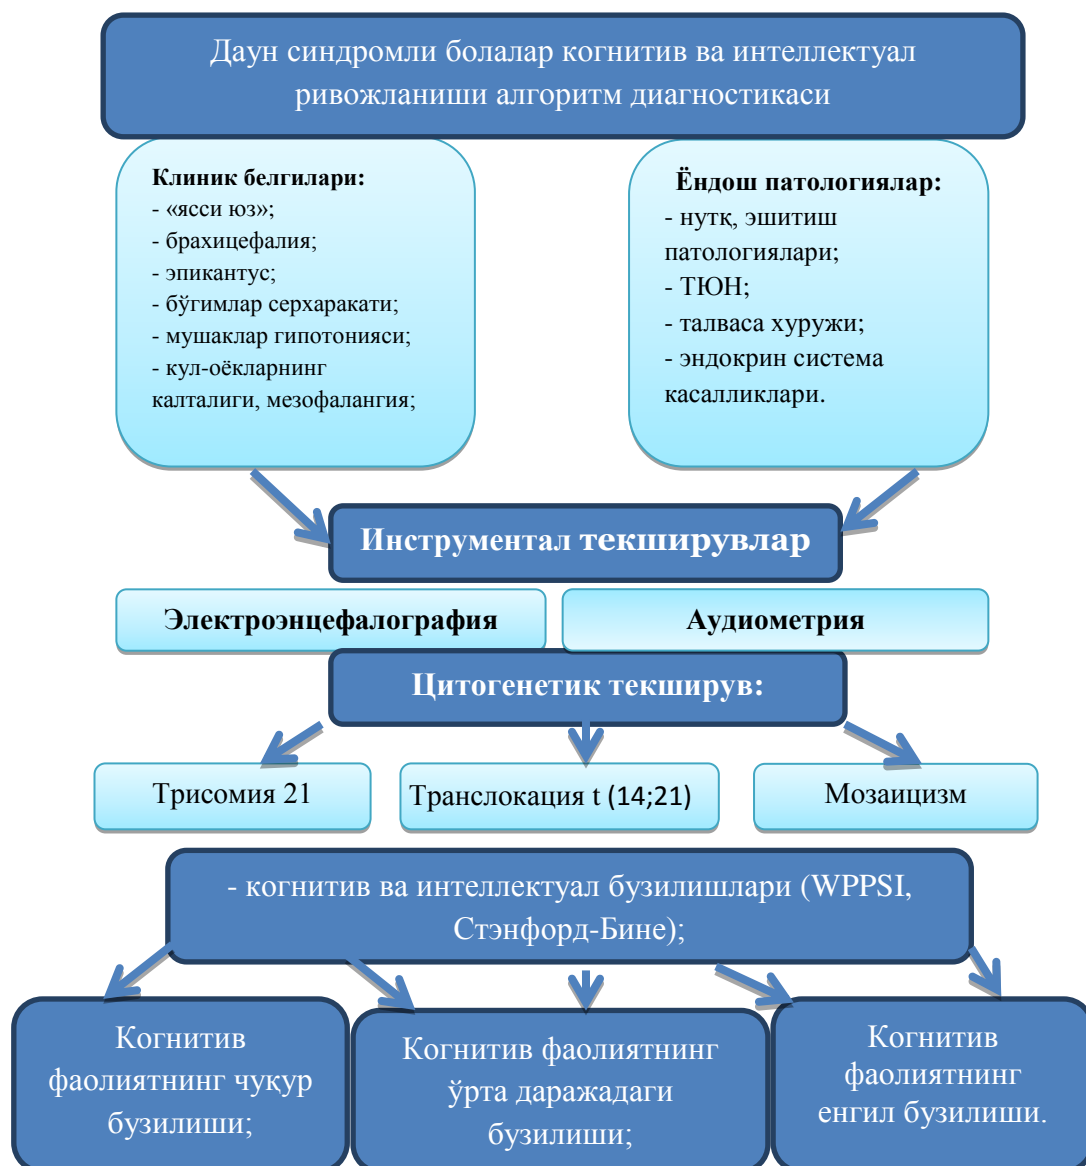 Даун синдромли болалар когнитив ва интеллектуал
ривожланиши алгоритм диагностикаси
Клиник белгилари:
- «ясси юз»;
- брахицефалия;
- эпикантус;
- бўгимлар серхаракати;
- мушаклар гипотонияси;
- кул-оёкларнинг
калталиги, мезофалангия;
Ёндош патологиялар:
- нутқ, эшитиш
патологиялари;
- ТЮН;
- талваса хуружи;
- эндокрин система
касалликлари.
Инструментал текширувлар
Электроэнцефалография
Аудиометрия
Цитогенетик текширув:
Трисомия 21
Транслокация t (14;21)
Мозаицизм
- когнитив ва интеллектуал бузилишлари (WPPSI,
Стэнфорд-Бине);
Когнитив
фаолиятнинг чуқур
бузилиши;
Когнитив фаолиятнинг
ўрта даражадаги
бузилиши;
Когнитив
фаолиятнинг
енгил бузилиши.